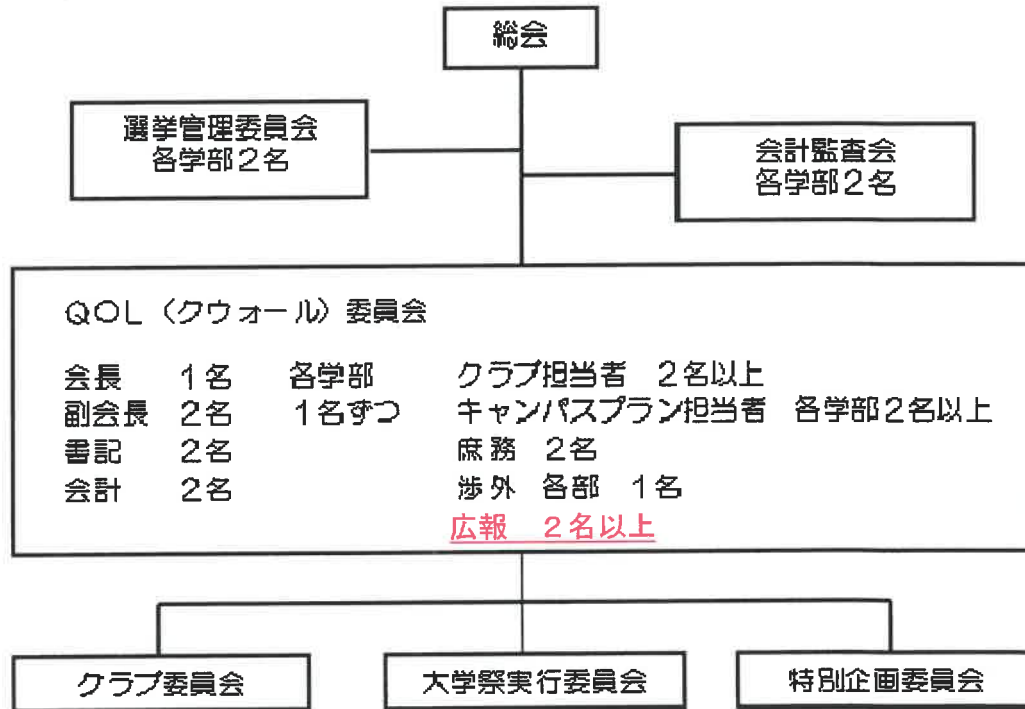 総会
選挙管理委員会
各学部2名
会計監査会
各学部2名
QOL（クウォール）委員会
会長 1名 各学部 クラブ担当者 2名以上
副会長 2名 1名ずつ キャンパスプラン担当者 各学部2名以上
書記 2名 庶務 2名
会計 2名 渉外 各部 1名
広報 2名以上
クラブ委員会 大学祭実行委員会 特別企画委員会